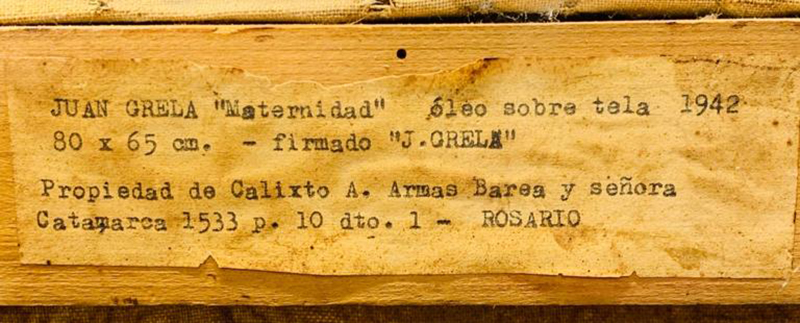 JUAN GRELA "Maternidad" óleo sobre tela 1942
80 x 65 cm. - firmado "J.GRELA"
Propiedad de Calixto A. Armas Barea y señora
Catamarca 1533 p. 10 dto. 1 - ROSARIO